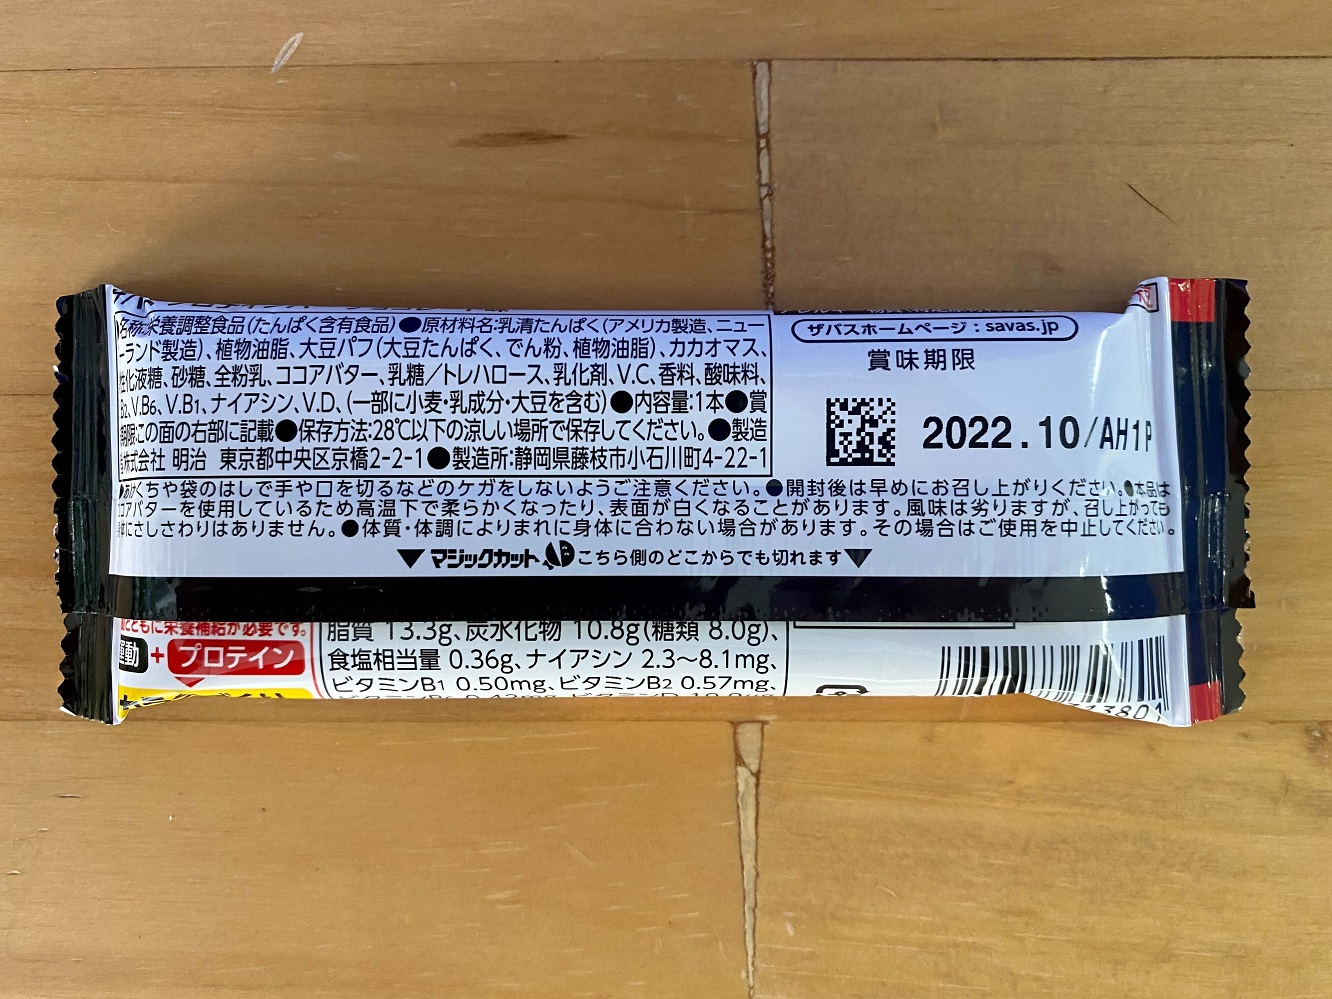 名称:栄養調整食品(たんぱく含有食品)●原材料名:乳清たんぱく(アメリカ製造、ニュー
ーランド製造)、植物油脂、大豆パフ(大豆たんぱく、でん粉、植物油脂)、カカオマス、
性化液糖、砂糖、全粉乳、ココアバター、乳糖/トレハロース、乳化剤、V.C、香料、酸味料、
B₂、V.B₆、V.B₁、ナイアシン、V.D、(一部に小麦・乳成分・大豆を含む)●内容量:1本●賞
期限:この面の右部に記載●保存方法:28℃以下の涼しい場所で保存してください。●製造
株式会社 明治 東京都中央区京橋2-2-1●製造所:静岡県藤枝市小石川町4-22-1
ザバスホームページ:savas.jp
賞味期限
2022.10/AH1P
●あけくちや袋のはしで手や口を切るなどのケガをしないようご注意ください。●開封後は早めにお召し上がりください。●本品は
ココアバターを使用しているため高温下で柔らかくなったり、表面が白くなることがあります。風味は劣りますが、召し上がっても
にさしさわりはありません。●体質・体調によりまれに身体に合わない場合があります。その場合はご使用を中止してください。
▼マジックカット こちら側のどこからでも切れます▼
ともに栄養補給が必要です。
運動+プロテイン
脂質 13.3g、炭水化物 10.8g(糖類 8.0g)、
食塩相当量 0.36g、ナイアシン 2.3～8.1mg、
ビタミンB₁ 0.50mg、ビタミンB₂ 0.57mg、